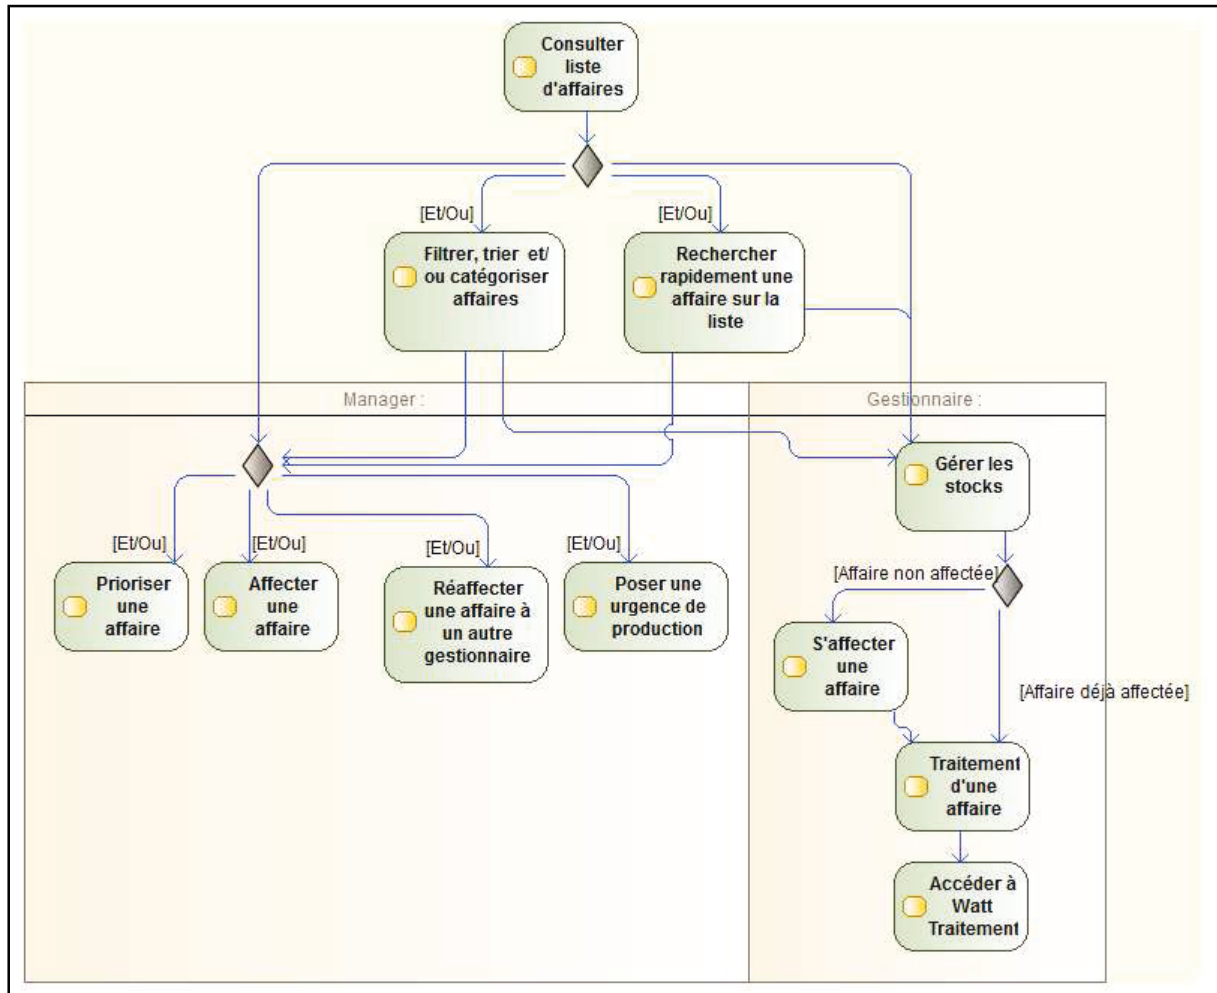 Consulter
liste
d'affaires
[Et/Ou]
[Et/Ou]
Filtrer, trier et/
ou catégoriser
affaires
Rechercher
rapidement une
affaire sur la
liste
Manager :
Gestionnaire :
Gérer les
stocks
[Et/Ou]
[Et/Ou]
[Et/Ou]
[Et/Ou]
Prioriser
une
affaire
Affecter
une
affaire
Réaffecter
une affaire à
un autre
gestionnaire
Poser une
urgence de
production
[Affaire non affectée]
S'affecter
une
affaire
[Affaire déjà affectée]
Traitement
d'une
affaire
Accéder à
Watt
Traitement